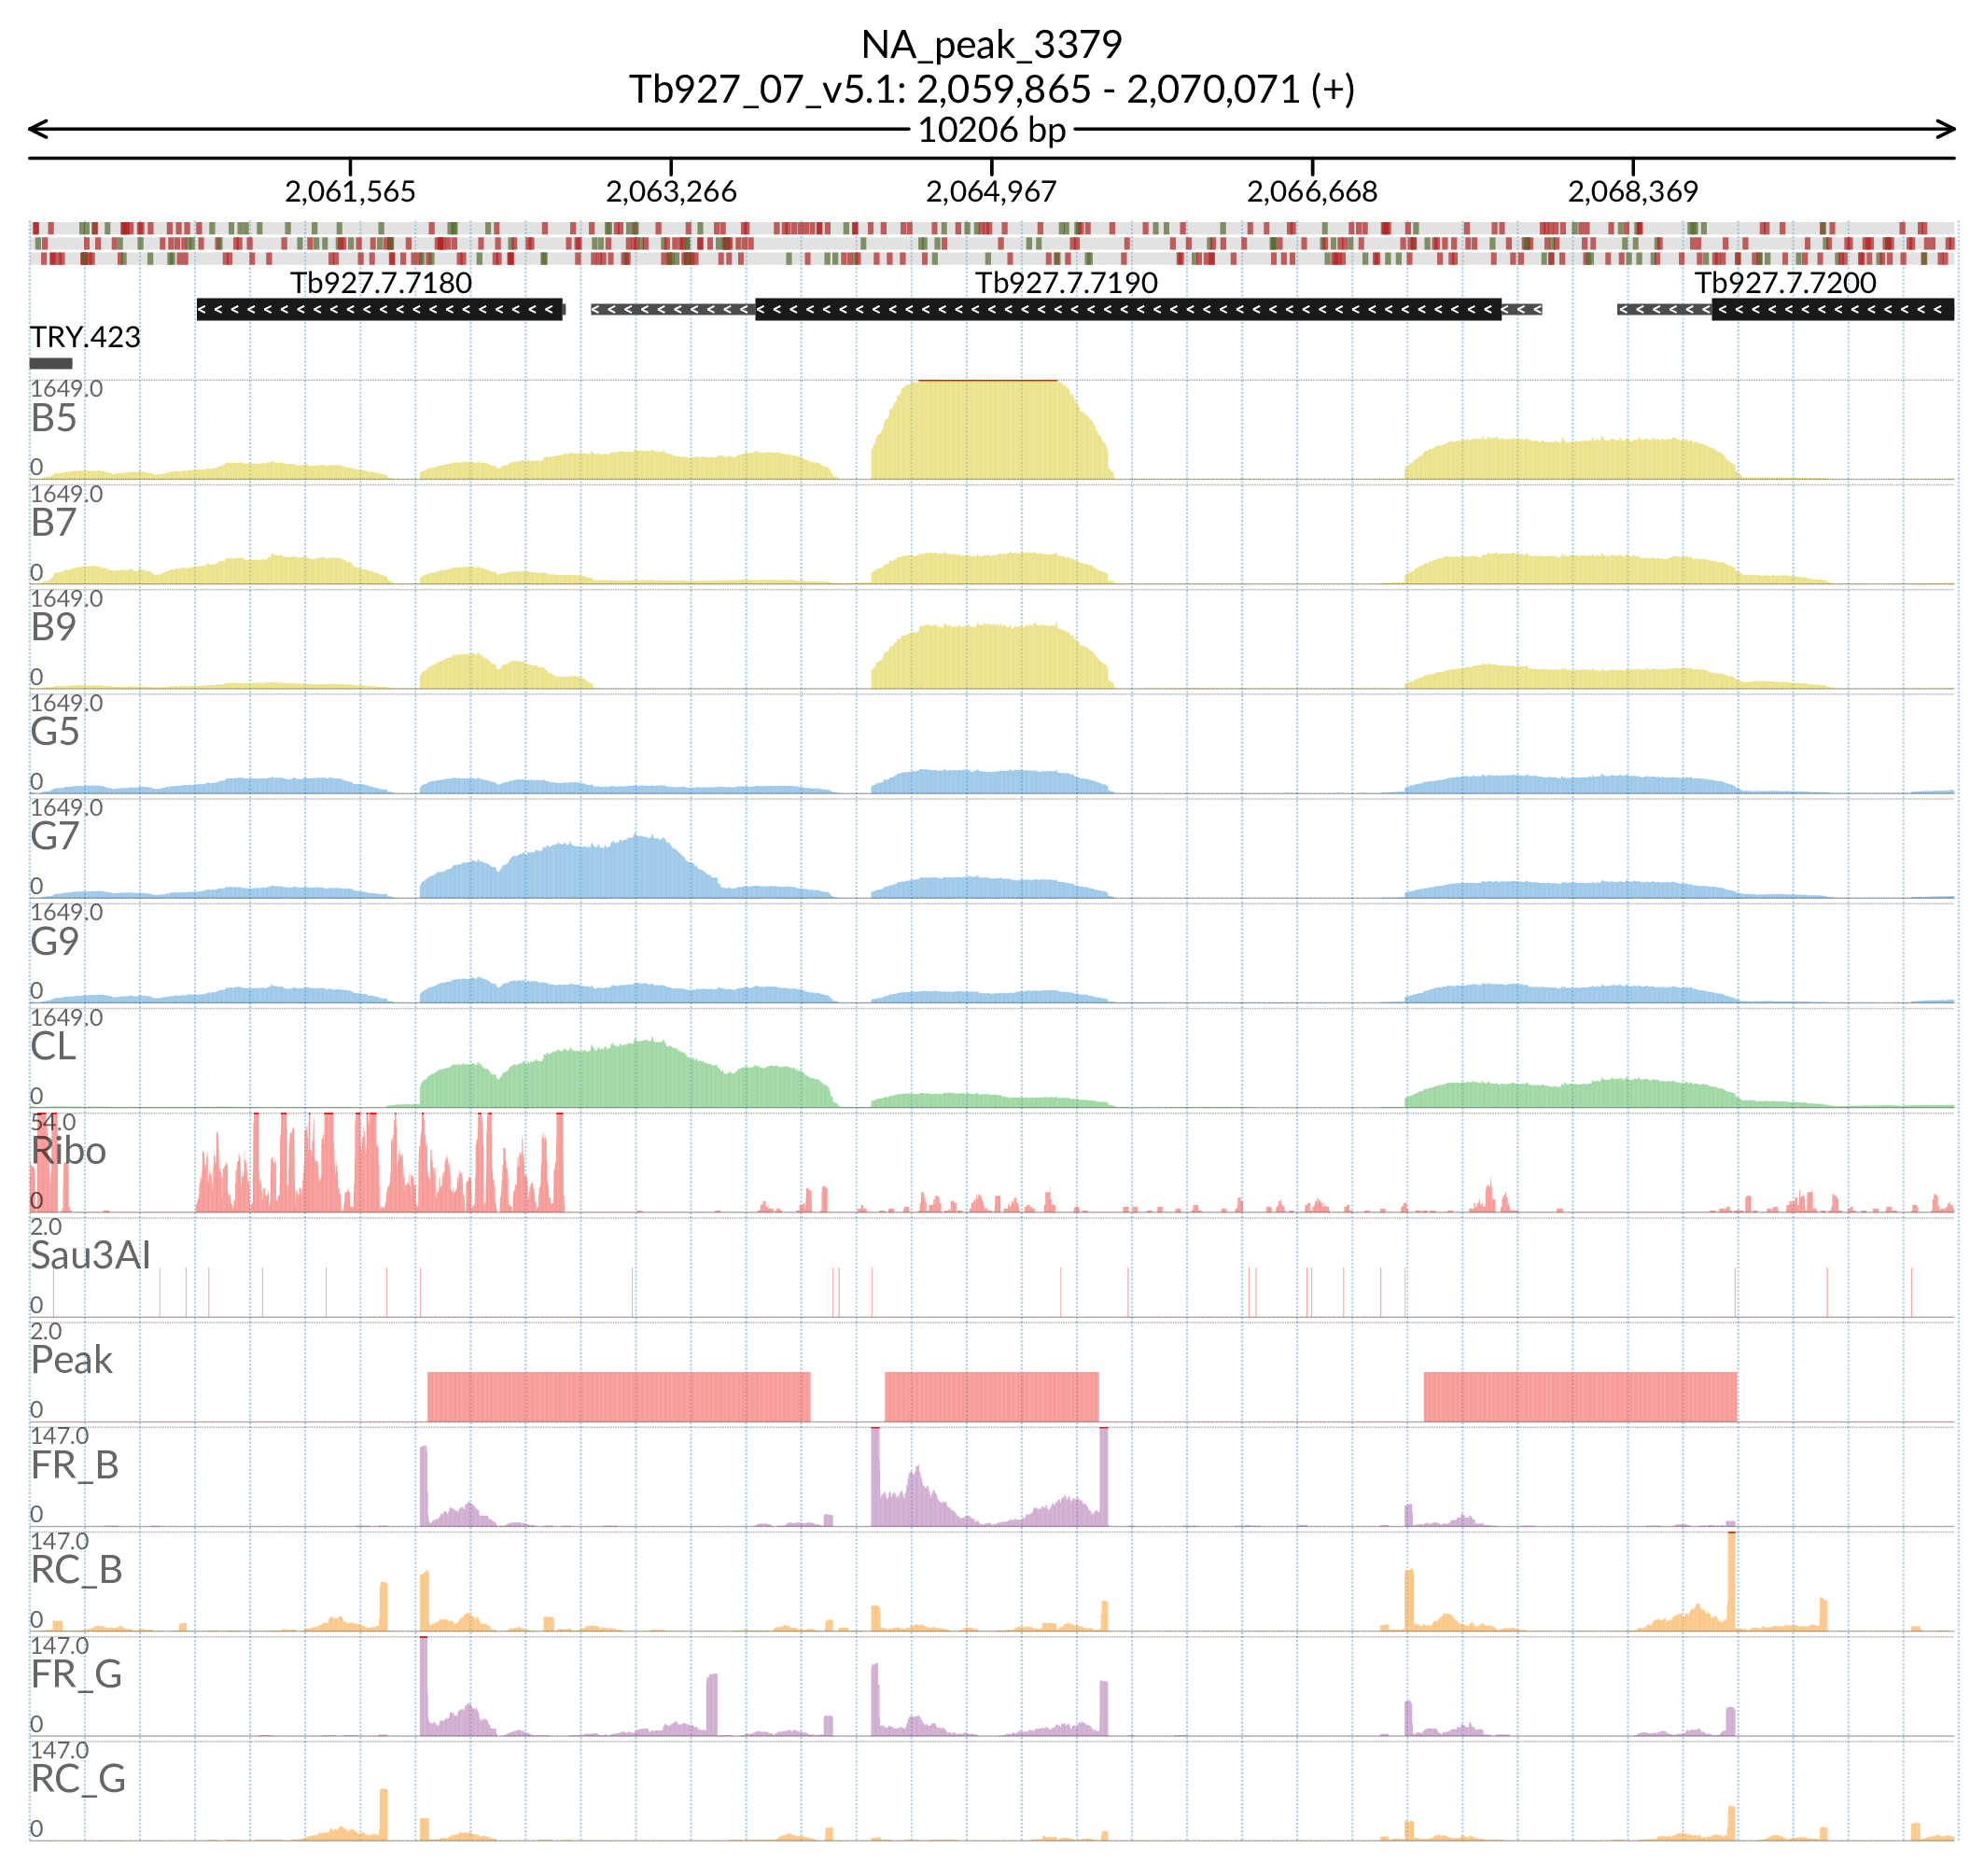 NA_peak_3379
Tb927_07_v5.1: 2,059,865 - 2,070,071 (+)
10206 bp
2,061,565 2,063,266 2,064,967 2,066,668 2,068,369
Tb927.7.7180 Tb927.7.7190 Tb927.7.7200
TRY.423
1649.0
B5
0
1649.0
B7
0
1649.0
B9
0
1649.0
G5
0
1649.0
G7
0
1649.0
G9
0
1649.0
CL
0
54.0
Ribo
0
2.0
Sau3AI
0
2.0
Peak
0
147.0
FR_B
0
147.0
RC_B
0
147.0
FR_G
0
147.0
RC_G
0